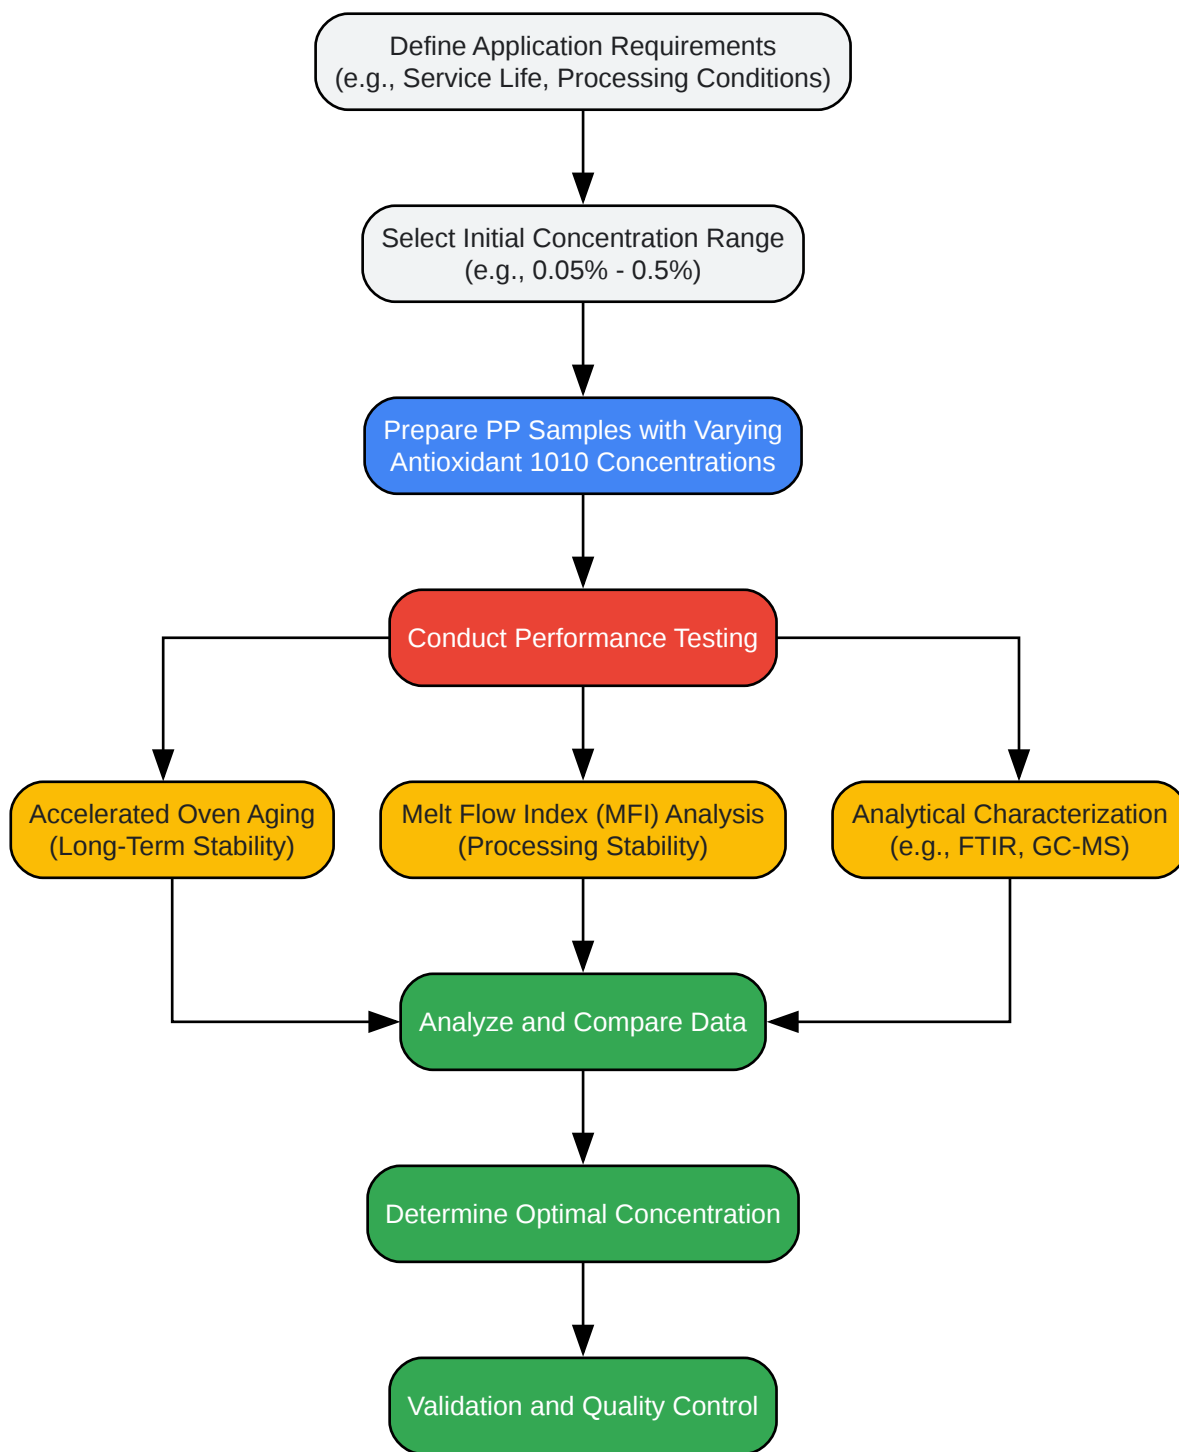 Define Application Requirements
(e.g., Service Life, Processing Conditions)
Select Initial Concentration Range
(e.g., 0.05% - 0.5%)
Prepare PP Samples with Varying
Antioxidant 1010 Concentrations
Conduct Performance Testing
Accelerated Oven Aging
(Long-Term Stability)
Melt Flow Index (MFI) Analysis
(Processing Stability)
Analytical Characterization
(e.g., FTIR, GC-MS)
Analyze and Compare Data
Determine Optimal Concentration
Validation and Quality Control